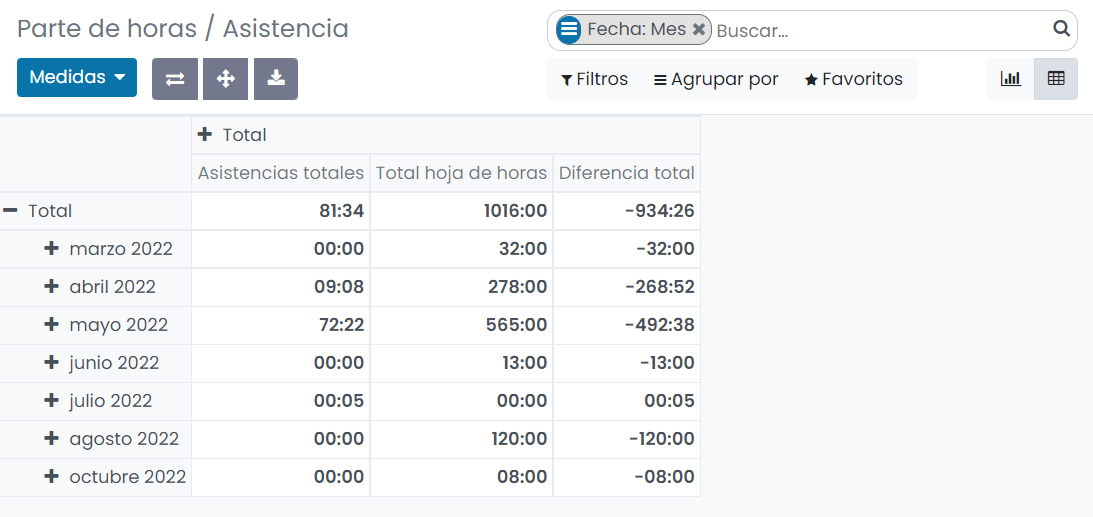 Parte de horas / Asistencia
Fecha: Mes Buscar...
Medidas
Filtros Agrupar por Favoritos
Total
Asistencias totales Total hoja de horas Diferencia total
Total 81:34 1016:00 -934:26
marzo 2022 00:00 32:00 -32:00
abril 2022 09:08 278:00 -268:52
mayo 2022 72:22 565:00 -492:38
junio 2022 00:00 13:00 -13:00
julio 2022 00:05 00:00 00:05
agosto 2022 00:00 120:00 -120:00
octubre 2022 00:00 08:00 -08:00